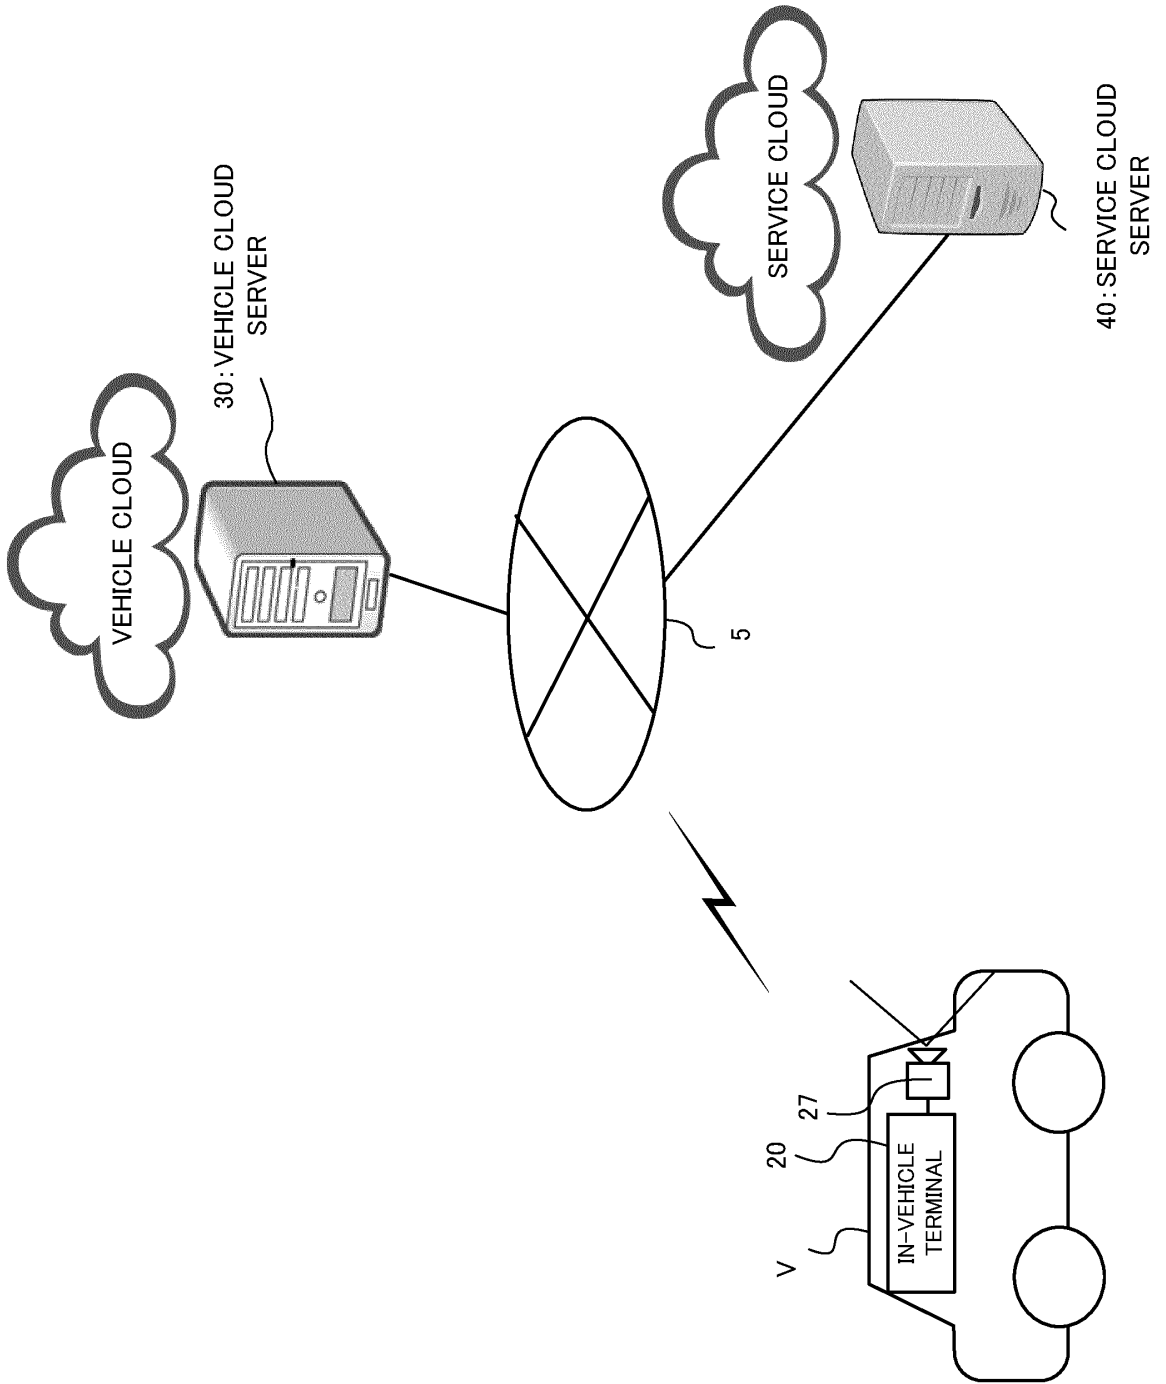 VEHICLE CLOUD
30:VEHICLE CLOUD
SERVER
SERVICE CLOUD
40:SERVICE CLOUD
SERVER
5
V
20
27
IN-VEHICLE
TERMINAL